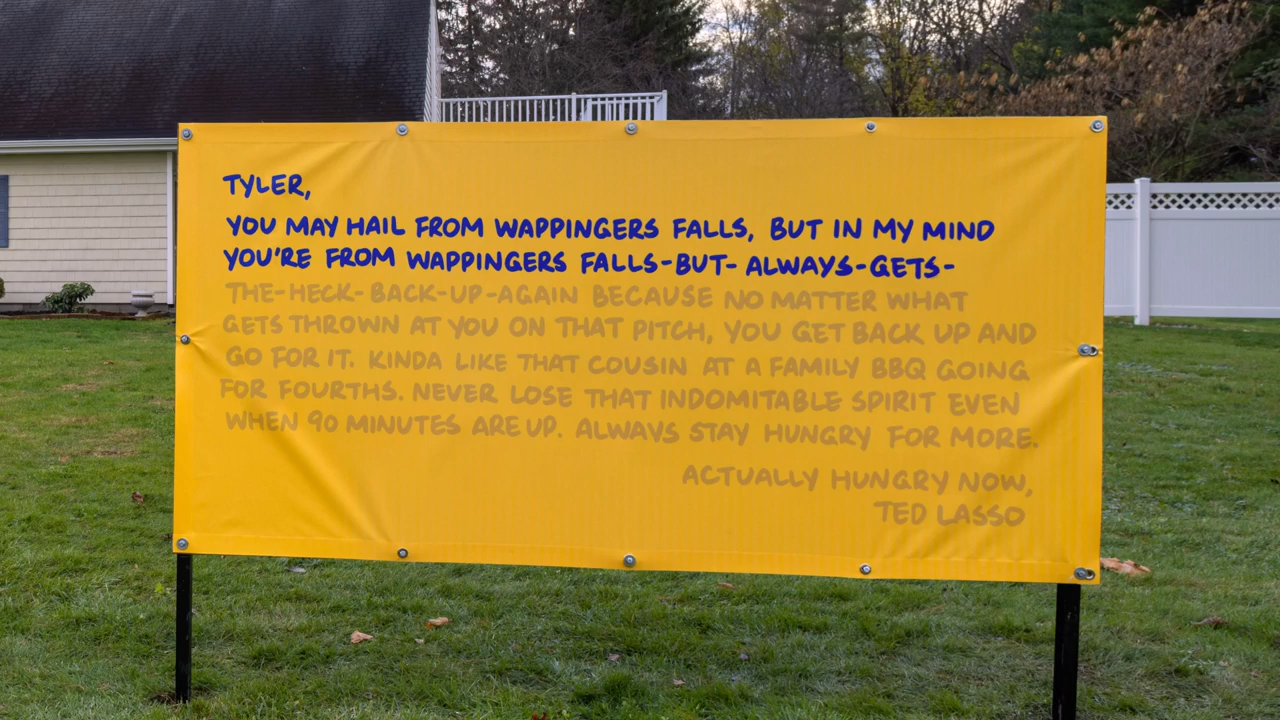 TYLER,
YOU MAY HAIL FROM WAPPINGERS FALLS, BUT IN MY MIND
YOU'RE FROM WAPPINGERS FALLS-BUT-ALWAYS-GETS-
THE-HECK-BACK-UP-AGAIN BECAUSE NO MATTER WHAT
GETS THROWN AT YOU ON THAT PITCH, YOU GET BACK UP AND
GO FOR IT. KINDA LIKE THAT COUSIN AT A FAMILY BBQ GOING
FOR FOURTHS. NEVER LOSE THAT INDOMITABLE SPIRIT EVEN
WHEN 90 MINUTES ARE UP. ALWAYS STAY HUNGRY FOR MORE.
ACTUALLY HUNGRY NOW,
TED LASSO